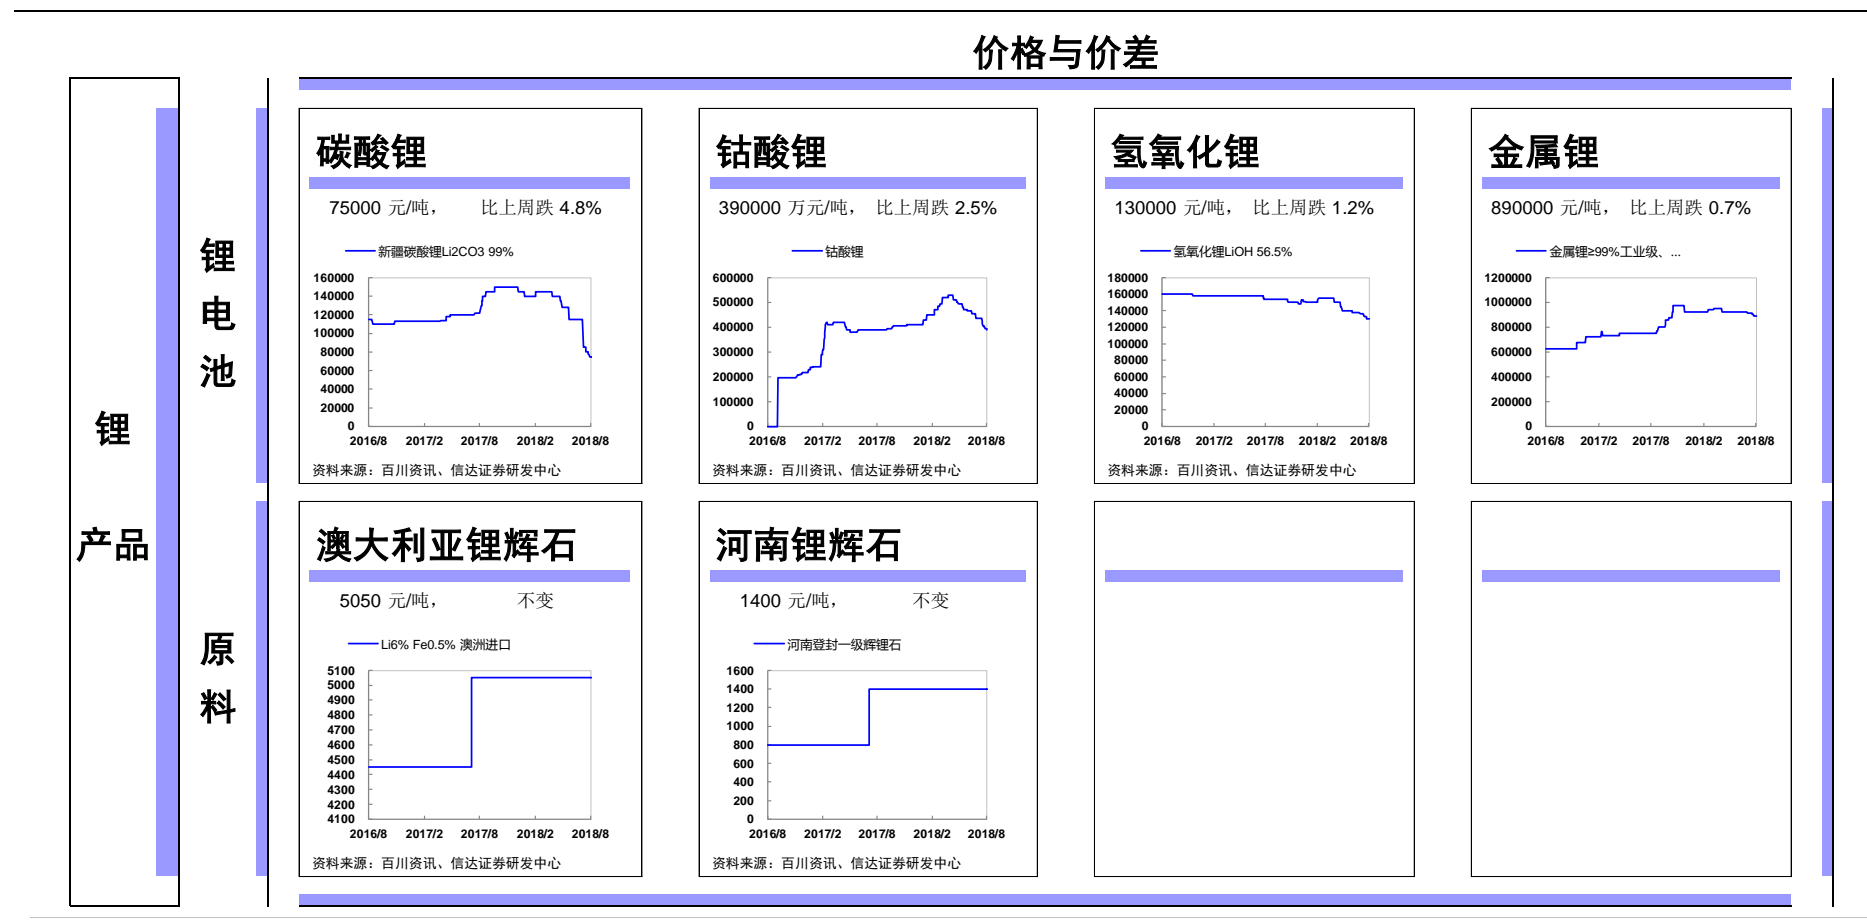 价格与价差
锂
产品
锂
电
池
碳酸锂
75000 元/吨， 比上周跌 4.8%
新疆碳酸锂Li2CO3 99%
160000
140000
120000
100000
80000
60000
40000
20000
0
2016/8 2017/2 2017/8 2018/2 2018/8
资料来源：百川资讯、信达证券研发中心
钴酸锂
390000 万元/吨， 比上周跌 2.5%
钴酸锂
600000
500000
400000
300000
200000
100000
0
2016/8 2017/2 2017/8 2018/2 2018/8
资料来源：百川资讯、信达证券研发中心
氢氧化锂
130000 元/吨， 比上周跌 1.2%
氢氧化锂LiOH 56.5%
180000
160000
140000
120000
100000
80000
60000
40000
20000
0
2016/8 2017/2 2017/8 2018/2 2018/8
资料来源：百川资讯、信达证券研发中心
金属锂
890000 元/吨， 比上周跌 0.7%
金属锂≥99%工业级、...
1200000
1000000
800000
600000
400000
200000
0
2016/8 2017/2 2017/8 2018/2 2018/8
原
料
澳大利亚锂辉石
5050 元/吨， 不变
Li6% Fe0.5% 澳洲进口
5100
5000
4900
4800
4700
4600
4500
4400
4300
4200
4100
2016/8 2017/2 2017/8 2018/2 2018/8
资料来源：百川资讯、信达证券研发中心
河南锂辉石
1400 元/吨， 不变
河南登封一级辉锂石
1600
1400
1200
1000
800
600
400
200
0
2016/8 2017/2 2017/8 2018/2 2018/8
资料来源：百川资讯、信达证券研发中心